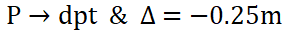 P → dpt & Δ = −0.25m